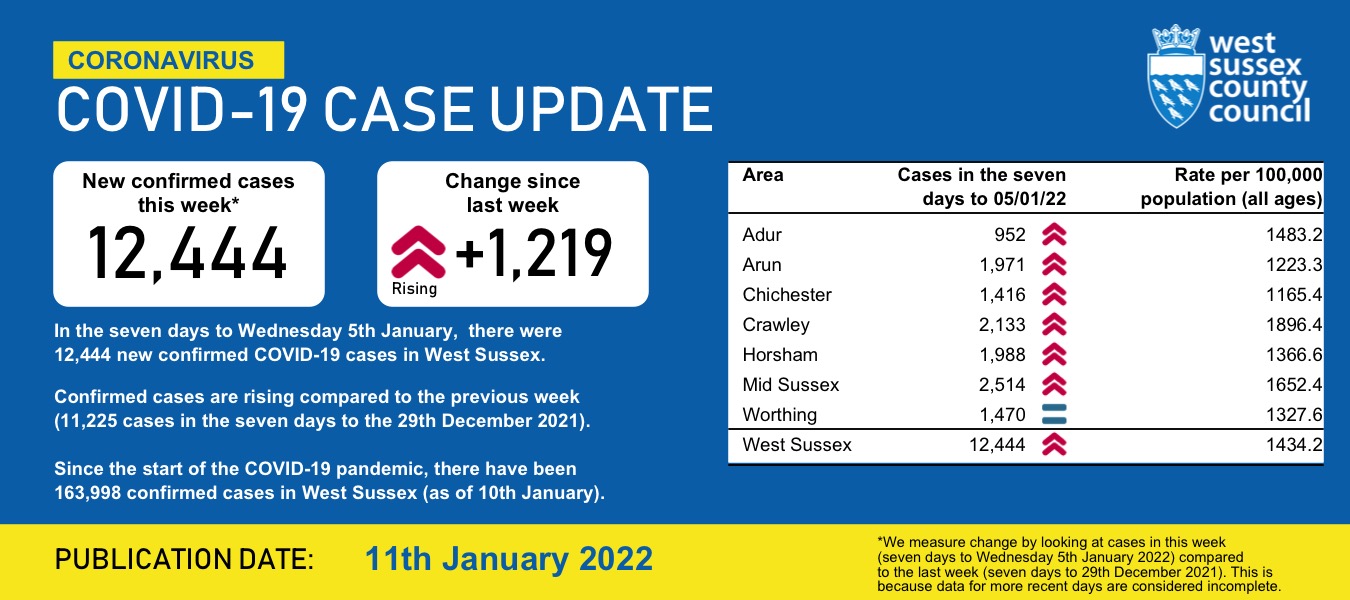 CORONAVIRUS
COVID-19 CASE UPDATE
west
sussex
county
council
New confirmed cases
this week*
12,444
Change since
last week
+1,219
Rising
In the seven days to Wednesday 5th January,  there were
12,444 new confirmed COVID-19 cases in West Sussex.
Confirmed cases are rising compared to the previous week
(11,225 cases in the seven days to the 29th December 2021).
Since the start of the COVID-19 pandemic, there have been
163,998 confirmed cases in West Sussex (as of 10th January).
Area Cases in the seven Rate per 100,000
days to 05/01/22 population (all ages)
Adur 952 1483.2
Arun 1,971 1223.3
Chichester 1,416 1165.4
Crawley 2,133 1896.4
Horsham 1,988 1366.6
Mid Sussex 2,514 1652.4
Worthing 1,470 1327.6
West Sussex 12,444 1434.2
PUBLICATION DATE: 11th January 2022
*We measure change by looking at cases in this week
(seven days to Wednesday 5th January 2022) compared
to the last week (seven days to 29th December 2021). This is
because data for more recent days are considered incomplete.